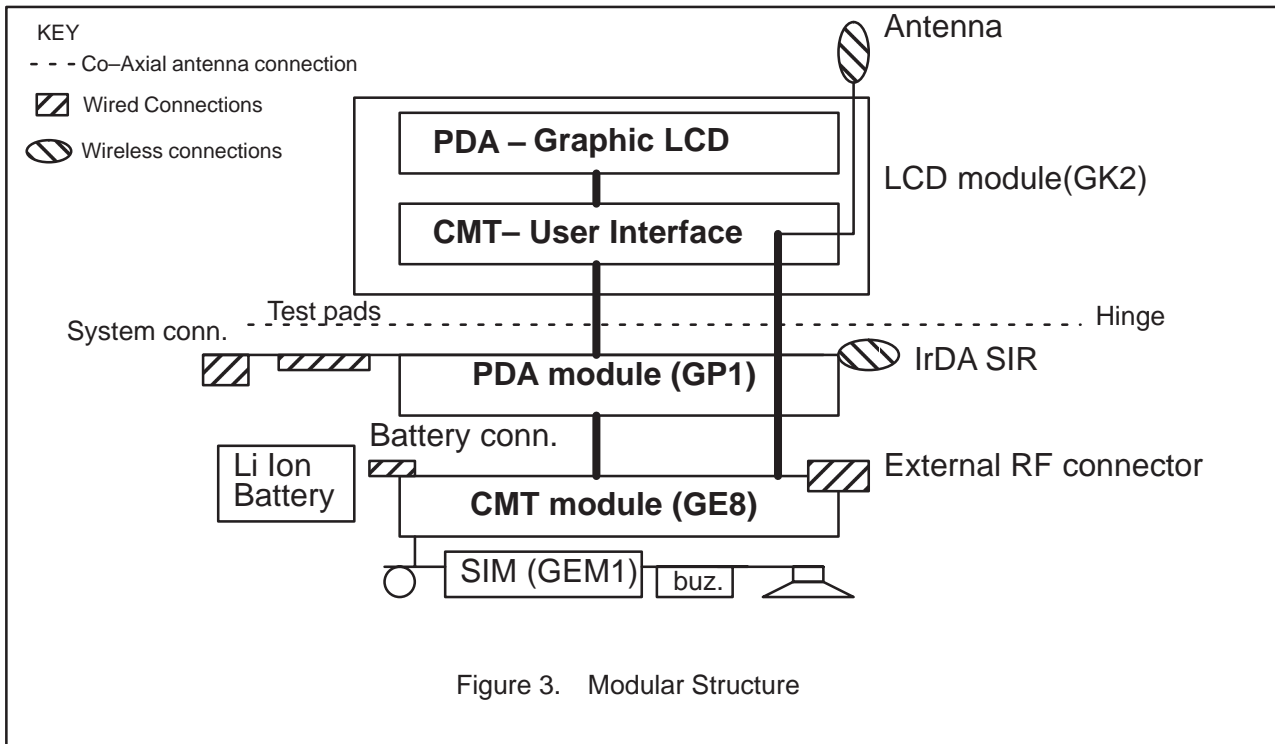 KEY
Co–Axial antenna connection
Wired Connections
Wireless connections
Antenna
PDA – Graphic LCD
LCD module(GK2)
CMT– User Interface
Test pads
System conn.
Hinge
IrDA SIR
PDA module (GP1)
Battery conn.
Li Ion
Battery
External RF connector
CMT module (GE8)
SIM (GEM1)
buz.
Figure 3. Modular Structure